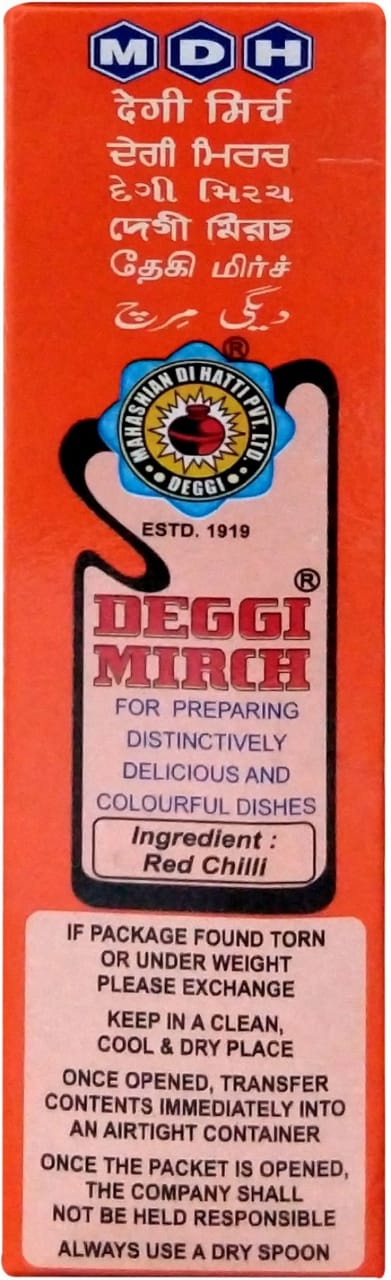 MDH
देगी मिर्च
ਦੇਗੀ ਮਿਰਚ
દેગી મિરચ
দেগী মিরচ
தேகி மிர்ச்
دیگی مِرچ
®
MAHASHIAN DI HATTI PVT. LTD.
DEGGI
ESTD. 1919
®
DEGGI
MIRCH
FOR PREPARING
DISTINCTIVELY
DELICIOUS AND
COLOURFUL DISHES
Ingredient :
Red Chilli
IF PACKAGE FOUND TORN
OR UNDER WEIGHT
PLEASE EXCHANGE
KEEP IN A CLEAN,
COOL & DRY PLACE
ONCE OPENED, TRANSFER
CONTENTS IMMEDIATELY INTO
AN AIRTIGHT CONTAINER
ONCE THE PACKET IS OPENED,
THE COMPANY SHALL
NOT BE HELD RESPONSIBLE
ALWAYS USE A DRY SPOON